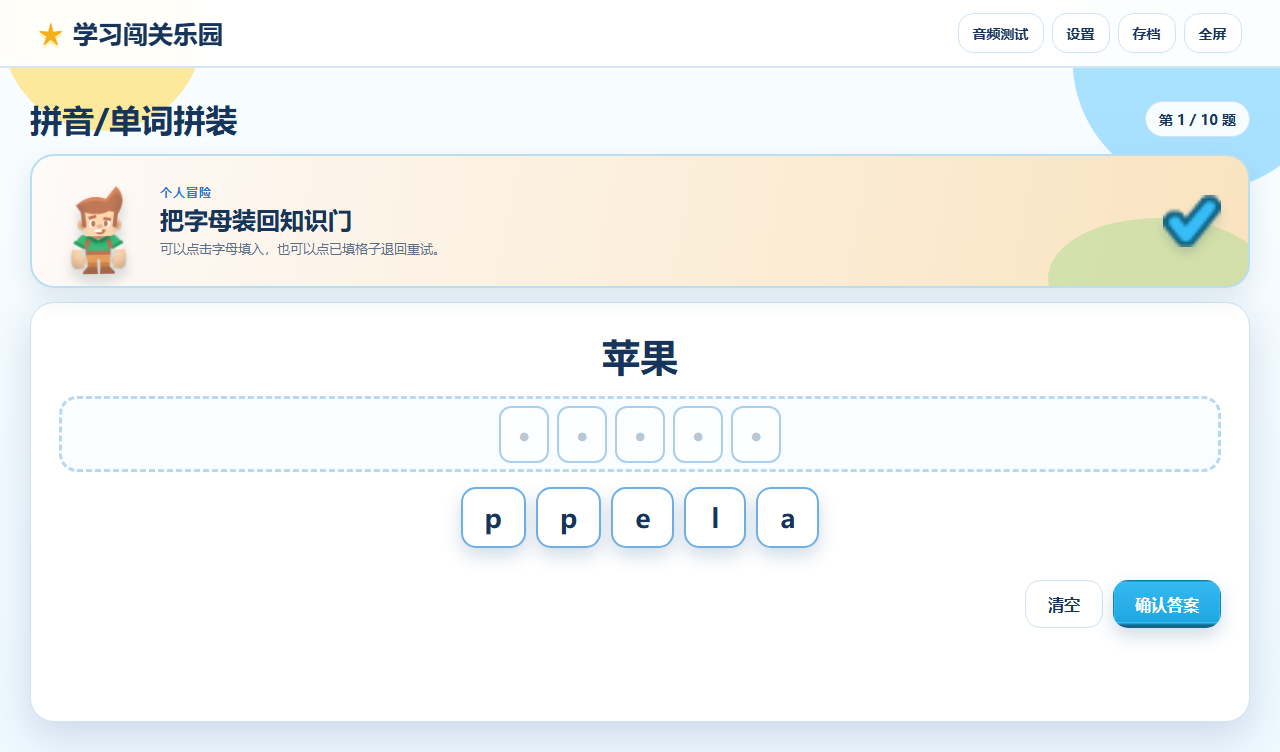 学习闯关乐园
音频测试 设置 存档 全屏
拼音/单词拼装
第 1 / 10 题
个人冒险
把字母装回知识门
可以点击字母填入，也可以点已填格子退回重试。
苹果
• • • • •
p p e l a
清空 确认答案